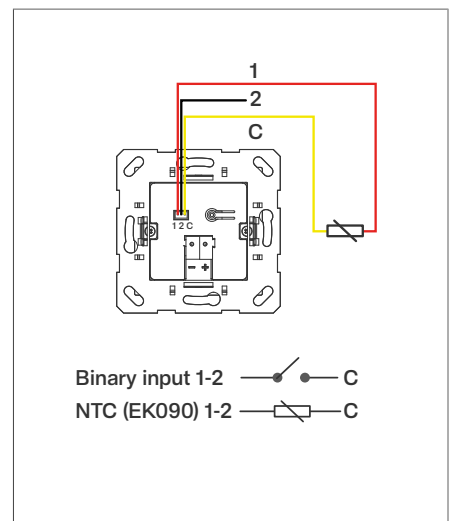 1
2
C
1 2 C
− +
Binary input 1-2 C
NTC (EK090) 1-2 C